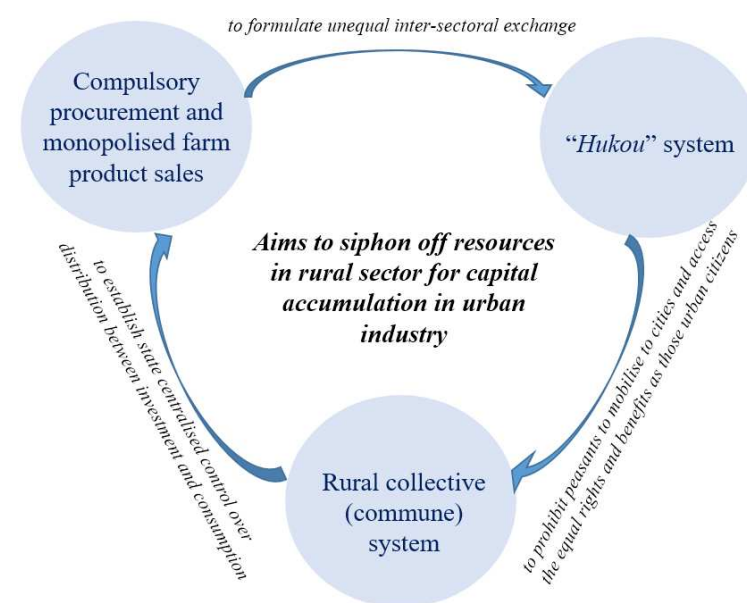 to formulate unequal inter-sectoral exchange
Compulsory
procurement and
monopolised farm
product sales
“Hukou” system
Aims to siphon off resources
in rural sector for capital
accumulation in urban
industry
to establish state centralised control over
distribution between investment and consumption
to prohibit peasants to mobilise to cities and access
the equal rights and benefits as those urban citizens
Rural collective
(commune)
system